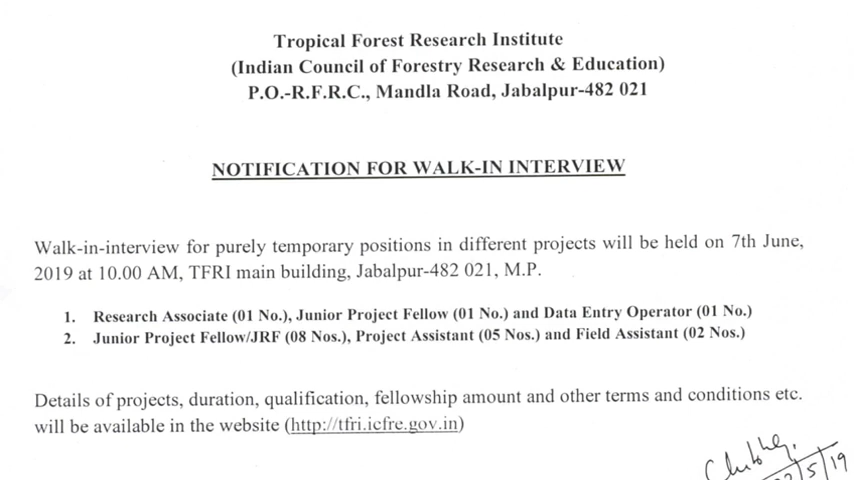 Tropical Forest Research Institute
(Indian Council of Forestry Research & Education)
P.O.-R.F.R.C., Mandla Road, Jabalpur-482 021
NOTIFICATION FOR WALK-IN INTERVIEW
Walk-in-interview for purely temporary positions in different projects will be held on 7th June,
2019 at 10.00 AM, TFRI main building, Jabalpur-482 021, M.P.
1. Research Associate (01 No.), Junior Project Fellow (01 No.) and Data Entry Operator (01 No.)
2. Junior Project Fellow/JRF (08 Nos.), Project Assistant (05 Nos.) and Field Assistant (02 Nos.)
Details of projects, duration, qualification, fellowship amount and other terms and conditions etc.
will be available in the website (http://tfri.icfre.gov.in)